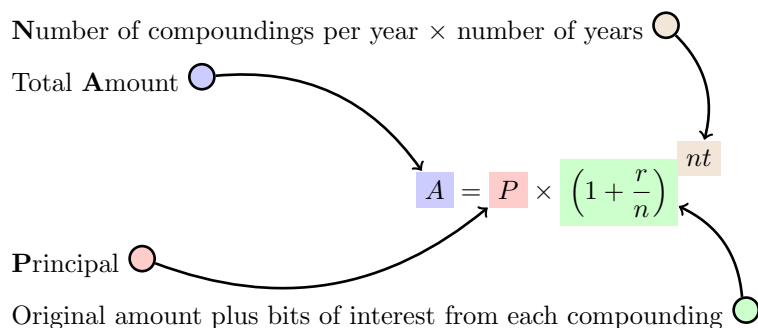 Number of compoundings per year × number of years
Total Amount
nt
A = P × (1 + r/n)
Principal
Original amount plus bits of interest from each compounding